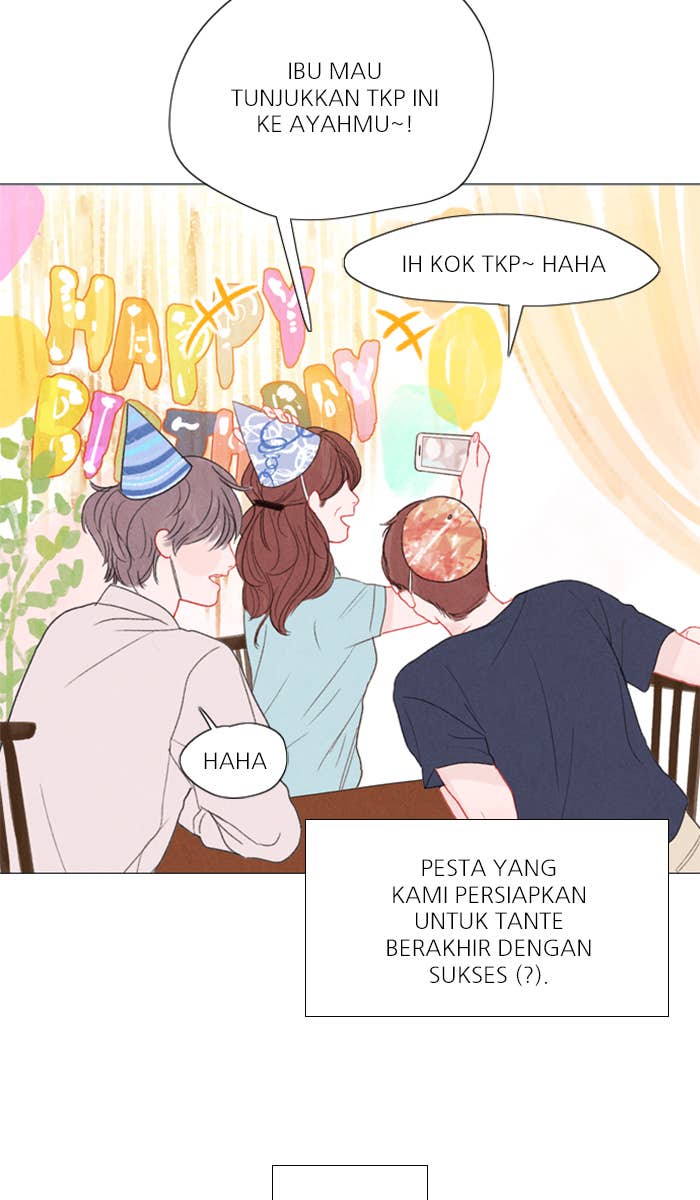 IBU MAU
TUNJUKKAN TKP INI
KE AYAHMU~!
IH KOK TKP~ HAHA
HAPPY
BIRTHDAY
HAHA
PESTA YANG
KAMI PERSIAPKAN
UNTUK TANTE
BERAKHIR DENGAN
SUKSES (?).